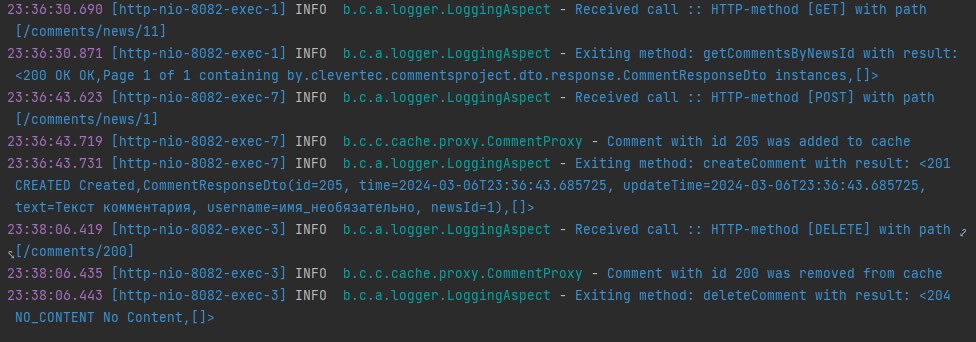 23:36:30.690 [http-nio-8082-exec-1] INFO  b.c.a.logger.LoggingAspect - Received call :: HTTP-method [GET] with path
[/comments/news/11]
23:36:30.871 [http-nio-8082-exec-1] INFO  b.c.a.logger.LoggingAspect - Exiting method: getCommentsByNewsId with result:
<200 OK OK,Page 1 of 1 containing by.clevertec.commentsproject.dto.response.CommentResponseDto instances,[]>
23:36:43.623 [http-nio-8082-exec-7] INFO  b.c.a.logger.LoggingAspect - Received call :: HTTP-method [POST] with path
[/comments/news/1]
23:36:43.719 [http-nio-8082-exec-7] INFO  b.c.c.cache.proxy.CommentProxy - Comment with id 205 was added to cache
23:36:43.731 [http-nio-8082-exec-7] INFO  b.c.a.logger.LoggingAspect - Exiting method: createComment with result: <201
CREATED Created,CommentResponseDto(id=205, time=2024-03-06T23:36:43.685725, updateTime=2024-03-06T23:36:43.685725,
text=Текст комментария, username=имя_необязательно, newsId=1),[]>
23:38:06.419 [http-nio-8082-exec-3] INFO  b.c.a.logger.LoggingAspect - Received call :: HTTP-method [DELETE] with path
[/comments/200]
23:38:06.435 [http-nio-8082-exec-3] INFO  b.c.c.cache.proxy.CommentProxy - Comment with id 200 was removed from cache
23:38:06.443 [http-nio-8082-exec-3] INFO  b.c.a.logger.LoggingAspect - Exiting method: deleteComment with result: <204
NO_CONTENT No Content,[]>